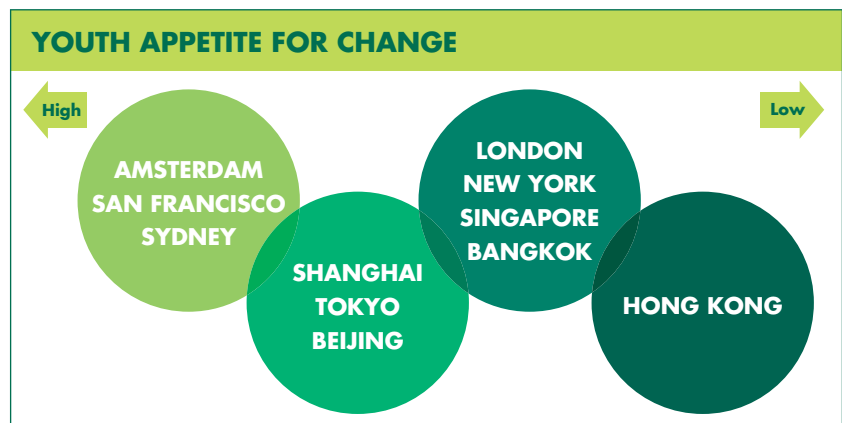 YOUTH APPETITE FOR CHANGE
High
Low
AMSTERDAM
SAN FRANCISCO
SYDNEY
SHANGHAI
TOKYO
BEIJING
LONDON
NEW YORK
SINGAPORE
BANGKOK
HONG KONG